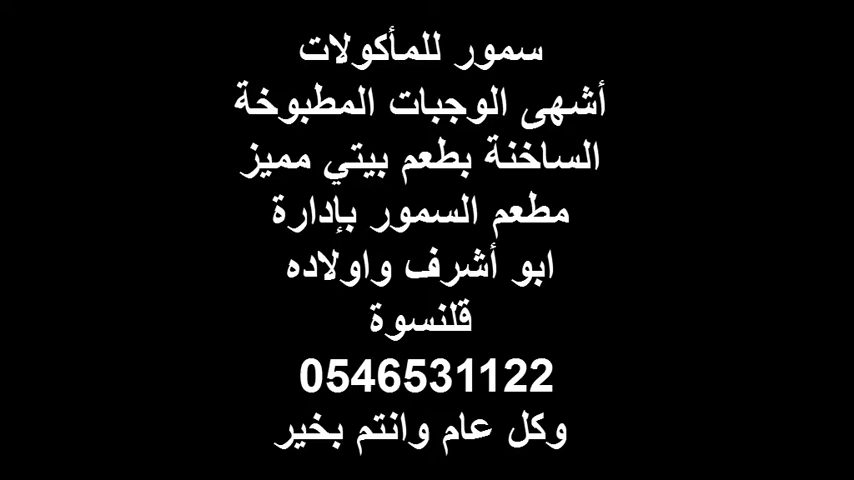 سمور للمأكولات
أشهى الوجبات المطبوخة
الساخنة بطعم بيتي مميز
مطعم السمور بإدارة
ابو أشرف واولاده
قلنسوة
0546531122
وكل عام وانتم بخير